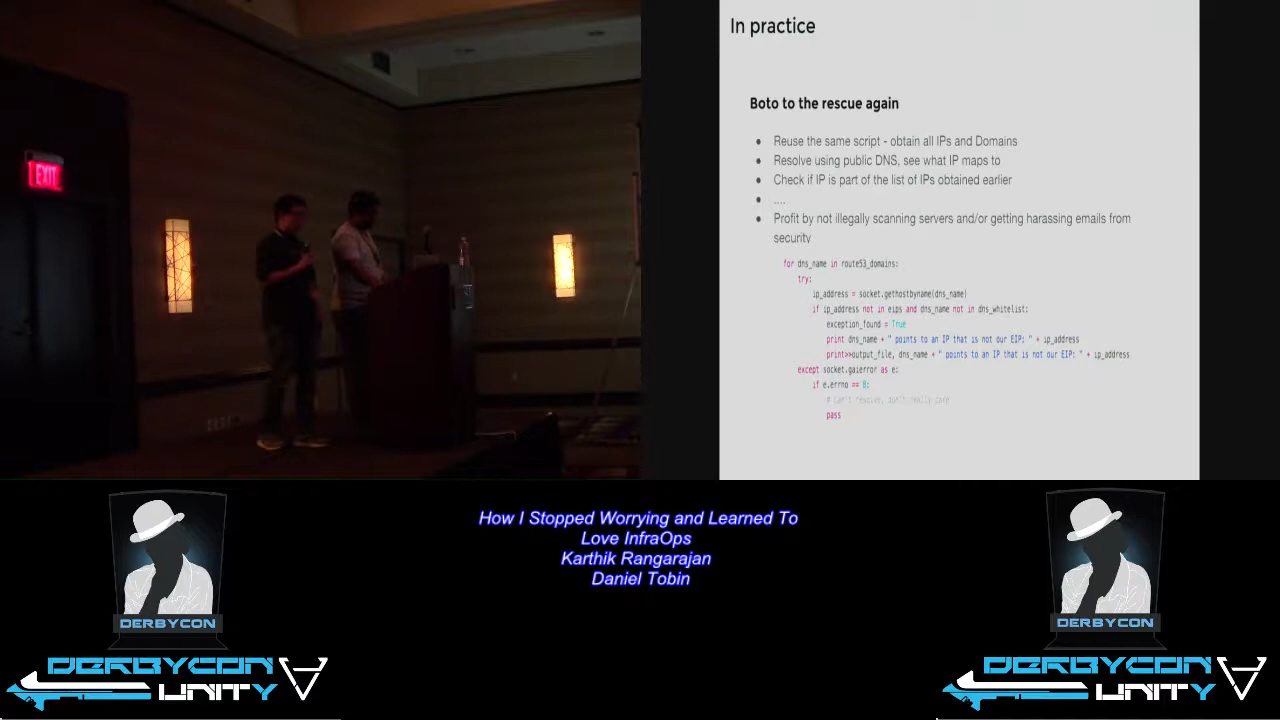 In practice
Boto to the rescue again
• Reuse the same script - obtain all IPs and Domains
• Resolve using public DNS, see what IP maps to
• Check if IP is part of the list of IPs obtained earlier
• ....
• Profit by not illegally scanning servers and/or getting harassing emails from
security
for dns_name in route53_domains:
try:
ip_address = socket.gethostbyname(dns_name)
if ip_address not in eips and dns_name not in dns_whitelist:
exception_found = True
print dns_name + " points to an IP that is not our EIP: " + ip_address
print>>output_file, dns_name + " points to an IP that is not our EIP: " + ip_address
except socket.gaierror as e:
if e.errno == 8:
# Can't resolve, don't really care
pass
EXIT
How I Stopped Worrying and Learned To
Love InfraOps
Karthik Rangarajan
Daniel Tobin
DERBYCON
DERBYCON
UNITY
DERBYCON
DERBYCON
UNITY